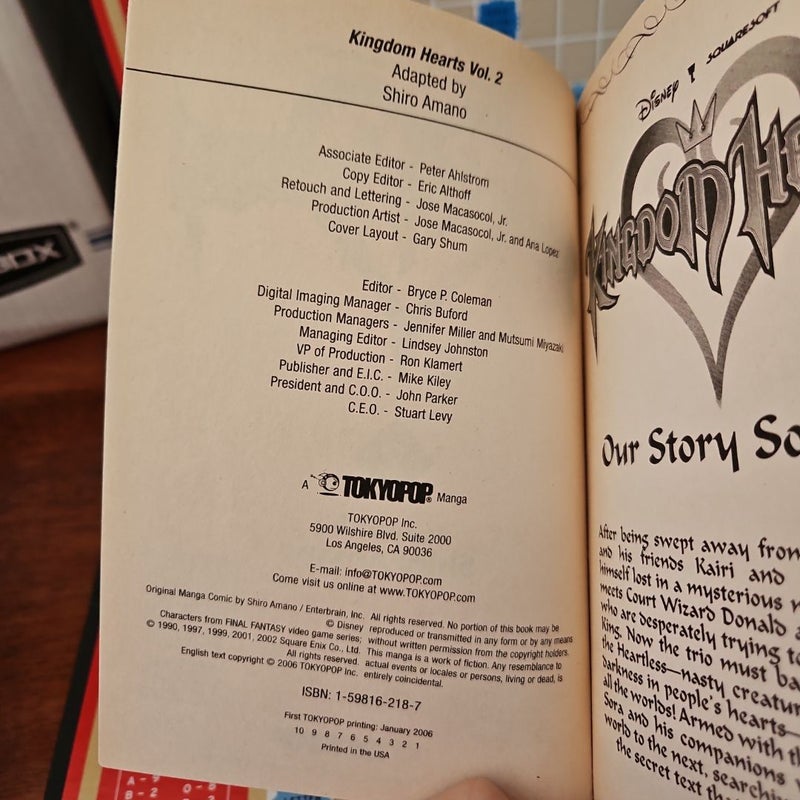 Kingdom Hearts Vol. 2
Adapted by
Shiro Amano
Associate Editor - Peter Ahlstrom
Copy Editor - Eric Althoff
Retouch and Lettering - Jose Macasocol, Jr.
Production Artist - Jose Macasocol, Jr. and Ana Lopez
Cover Layout - Gary Shum
Editor - Bryce P. Coleman
Digital Imaging Manager - Chris Buford
Production Managers - Jennifer Miller and Mutsumi Miyazaki
Managing Editor - Lindsey Johnston
VP of Production - Ron Klamert
Publisher and E.I.C. - Mike Kiley
President and C.O.O. - John Parker
C.E.O. - Stuart Levy
A TOKYOPOP® Manga
TOKYOPOP Inc.
5900 Wilshire Blvd. Suite 2000
Los Angeles, CA 90036
E-mail: info@TOKYOPOP.com
Come visit us online at www.TOKYOPOP.com
Original Manga Comic by Shiro Amano / Enterbrain, Inc.
© Disney
Characters from FINAL FANTASY video game series;
© 1990, 1997, 1999, 2001, 2002 Square Enix Co., Ltd.
All rights reserved.
English text copyright © 2006 TOKYOPOP Inc.
All rights reserved. No portion of this book may be
reproduced or transmitted in any form or by any means
without written permission from the copyright holders.
This manga is a work of fiction. Any resemblance to
actual events or locales or persons, living or dead, is
entirely coincidental.
ISBN: 1-59816-218-7
First TOKYOPOP printing: January 2006
10 9 8 7 6 5 4 3 2 1
Printed in the USA
DISNEY SQUARESOFT
KINGDOM HE
Our Story So
After being swept away from
and his friends Kairi and
himself lost in a mysterious
meets Court Wizard Donald
who are desperately trying to
King. Now the trio must
the Heartless—nasty
darkness in people's hearts—
all the worlds! Armed with
Sora and his companions
world to the next,
the secret text